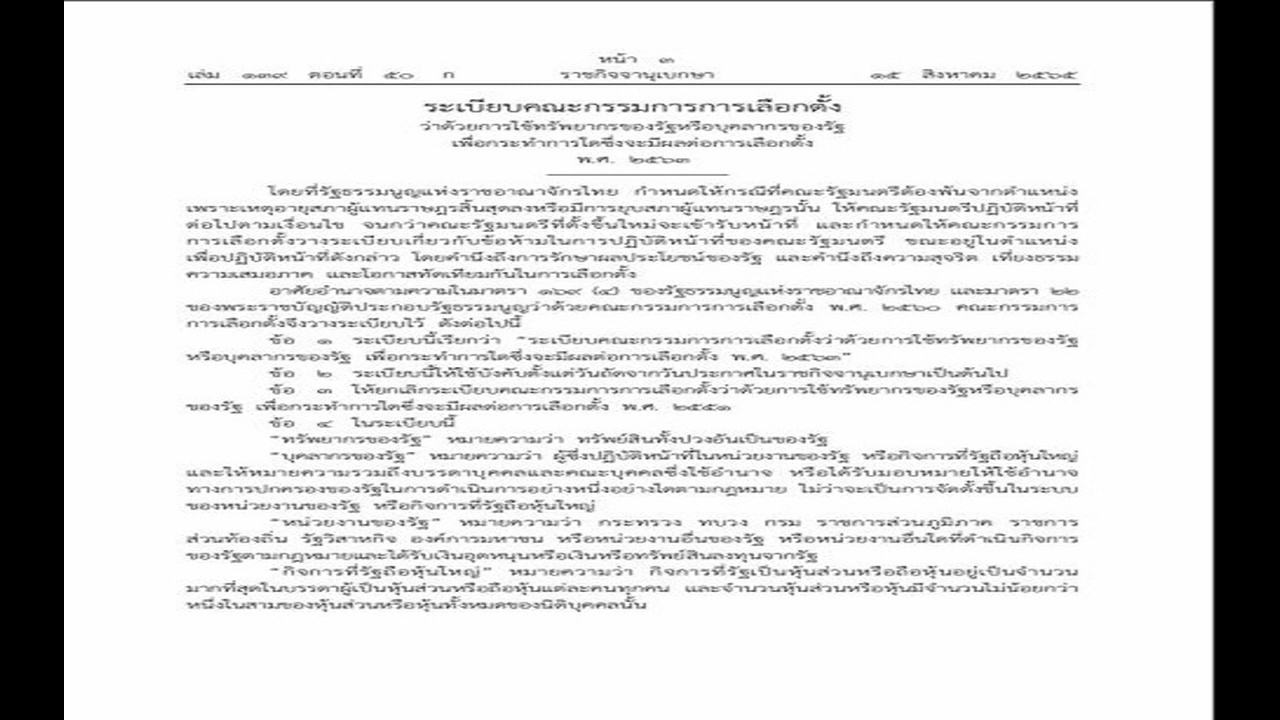 หน้า ๓
เล่ม ๑๓๙ ตอนที่ ๕๐ ก ราชกิจจานุเบกษา ๑๕ สิงหาคม ๒๕๖๕
ระเบียบคณะกรรมการการเลือกตั้ง
ว่าด้วยการใช้ทรัพยากรของรัฐหรือบุคลากรของรัฐ
เพื่อกระทำการใดซึ่งจะมีผลต่อการเลือกตั้ง
พ.ศ. ๒๕๖๓
โดยที่รัฐธรรมนูญแห่งราชอาณาจักรไทย กำหนดให้กรณีที่คณะรัฐมนตรีต้องพ้นจากตำแหน่ง
เพราะเหตุอายุสภาผู้แทนราษฎรสิ้นสุดลงหรือมีการยุบสภาผู้แทนราษฎรนั้น ให้คณะรัฐมนตรีปฏิบัติหน้าที่
ต่อไปตามเงื่อนไข จนกว่าคณะรัฐมนตรีที่ตั้งขึ้นใหม่จะเข้ารับหน้าที่ และกำหนดให้คณะกรรมการ
การเลือกตั้งวางระเบียบเกี่ยวกับข้อห้ามในการปฏิบัติหน้าที่ของคณะรัฐมนตรี ขณะอยู่ในตำแหน่ง
เพื่อปฏิบัติหน้าที่ดังกล่าว โดยคำนึงถึงการรักษาผลประโยชน์ของรัฐ และคำนึงถึงความสุจริต เที่ยงธรรม
ความเสมอภาค และโอกาสทัดเทียมกันในการเลือกตั้ง
อาศัยอำนาจตามความในมาตรา ๑๖๙ (๔) ของรัฐธรรมนูญแห่งราชอาณาจักรไทย และมาตรา ๒๒
ของพระราชบัญญัติประกอบรัฐธรรมนูญว่าด้วยคณะกรรมการการเลือกตั้ง พ.ศ. ๒๕๖๐ คณะกรรมการ
การเลือกตั้งจึงวางระเบียบไว้ ดังต่อไปนี้
ข้อ ๑ ระเบียบนี้เรียกว่า "ระเบียบคณะกรรมการการเลือกตั้งว่าด้วยการใช้ทรัพยากรของรัฐ
หรือบุคลากรของรัฐ เพื่อกระทำการใดซึ่งจะมีผลต่อการเลือกตั้ง พ.ศ. ๒๕๖๓"
ข้อ ๒ ระเบียบนี้ให้ใช้บังคับตั้งแต่วันถัดจากวันประกาศในราชกิจจานุเบกษาเป็นต้นไป
ข้อ ๓ ให้ยกเลิกระเบียบคณะกรรมการการเลือกตั้งว่าด้วยการใช้ทรัพยากรของรัฐหรือบุคลากร
ของรัฐ เพื่อกระทำการใดซึ่งจะมีผลต่อการเลือกตั้ง พ.ศ. ๒๕๕๑
ข้อ ๔ ในระเบียบนี้
"ทรัพยากรของรัฐ" หมายความว่า ทรัพย์สินทั้งปวงอันเป็นของรัฐ
"บุคลากรของรัฐ" หมายความว่า ผู้ซึ่งปฏิบัติหน้าที่ในหน่วยงานของรัฐ หรือกิจการที่รัฐถือหุ้นใหญ่
และให้หมายความรวมถึงบรรดาบุคคลและคณะบุคคลซึ่งใช้อำนาจ หรือได้รับมอบหมายให้ใช้อำนาจ
ทางการปกครองของรัฐในการดำเนินการอย่างหนึ่งอย่างใดตามกฎหมาย ไม่ว่าจะเป็นการจัดตั้งขึ้นในระบบ
ของหน่วยงานของรัฐ หรือกิจการที่รัฐถือหุ้นใหญ่
"หน่วยงานของรัฐ" หมายความว่า กระทรวง ทบวง กรม ราชการส่วนภูมิภาค ราชการ
ส่วนท้องถิ่น รัฐวิสาหกิจ องค์การมหาชน หรือหน่วยงานอื่นของรัฐ หรือหน่วยงานอื่นใดที่ดำเนินกิจการ
ของรัฐตามกฎหมายและได้รับเงินอุดหนุนหรือเงินหรือทรัพย์สินลงทุนจากรัฐ
"กิจการที่รัฐถือหุ้นใหญ่" หมายความว่า กิจการที่รัฐเป็นหุ้นส่วนหรือถือหุ้นอยู่เป็นจำนวน
มากที่สุดในบรรดาผู้เป็นหุ้นส่วนหรือถือหุ้นแต่ละคนทุกคน และจำนวนหุ้นส่วนหรือหุ้นมีจำนวนไม่น้อยกว่า
หนึ่งในสามของหุ้นส่วนหรือหุ้นทั้งหมดของนิติบุคคลนั้น